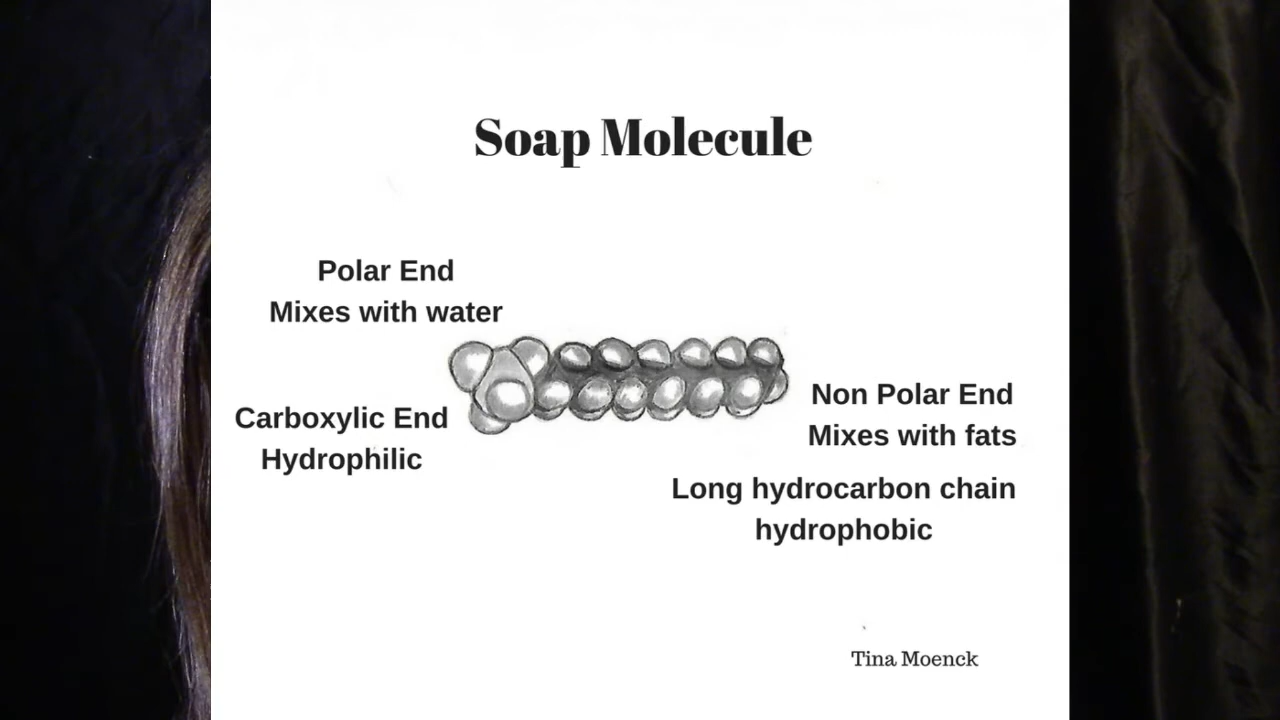 Soap Molecule
Polar End
Mixes with water
Carboxylic End
Hydrophilic
Non Polar End
Mixes with fats
Long hydrocarbon chain
hydrophobic
Tina Moenck